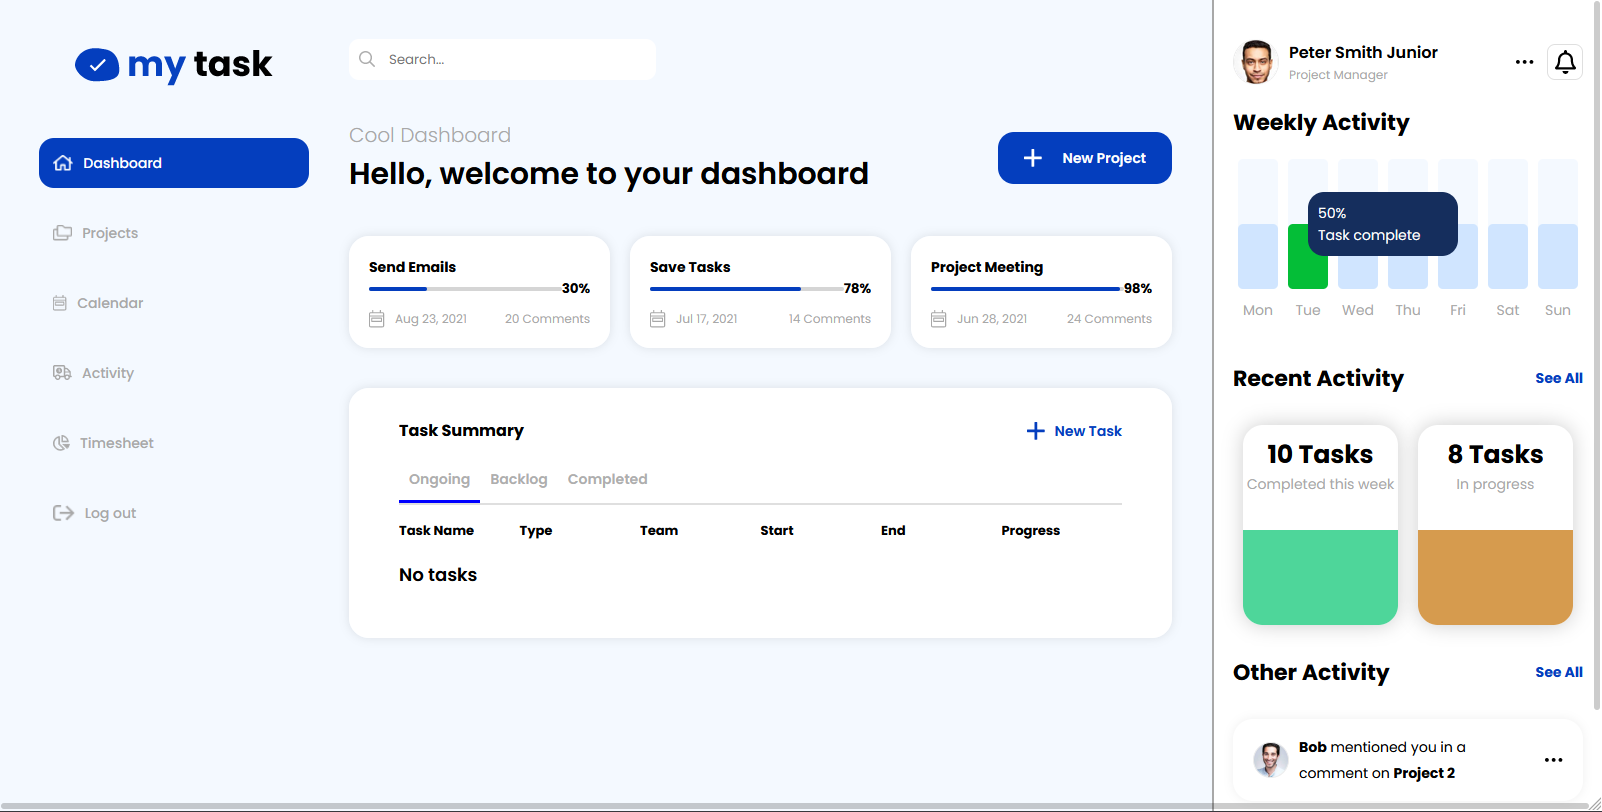 my task
Dashboard
Projects
Calendar
Activity
Timesheet
Log out
Search...
Cool Dashboard
Hello, welcome to your dashboard
New Project
Send Emails
30%
Aug 23, 2021
20 Comments
Save Tasks
78%
Jul 17, 2021
14 Comments
Project Meeting
98%
Jun 28, 2021
24 Comments
Task Summary
New Task
Ongoing Backlog Completed
Task Name Type Team Start End Progress
No tasks
Peter Smith Junior
Project Manager
Weekly Activity
50%
Task complete
Mon Tue Wed Thu Fri Sat Sun
Recent Activity
See All
10 Tasks
Completed this week
8 Tasks
In progress
Other Activity
See All
Bob mentioned you in a
comment on Project 2